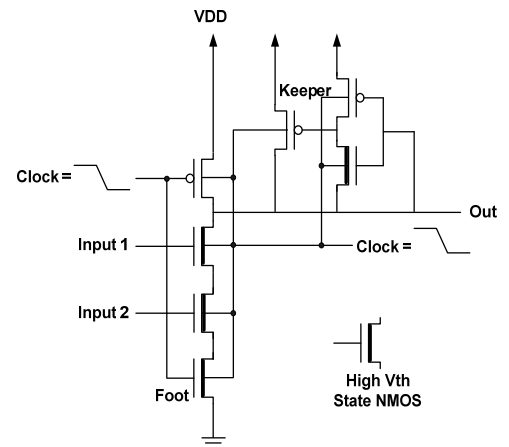 VDD
Keeper
Clock =
Out
Input 1
Clock =
Input 2
Foot
High Vth
State NMOS